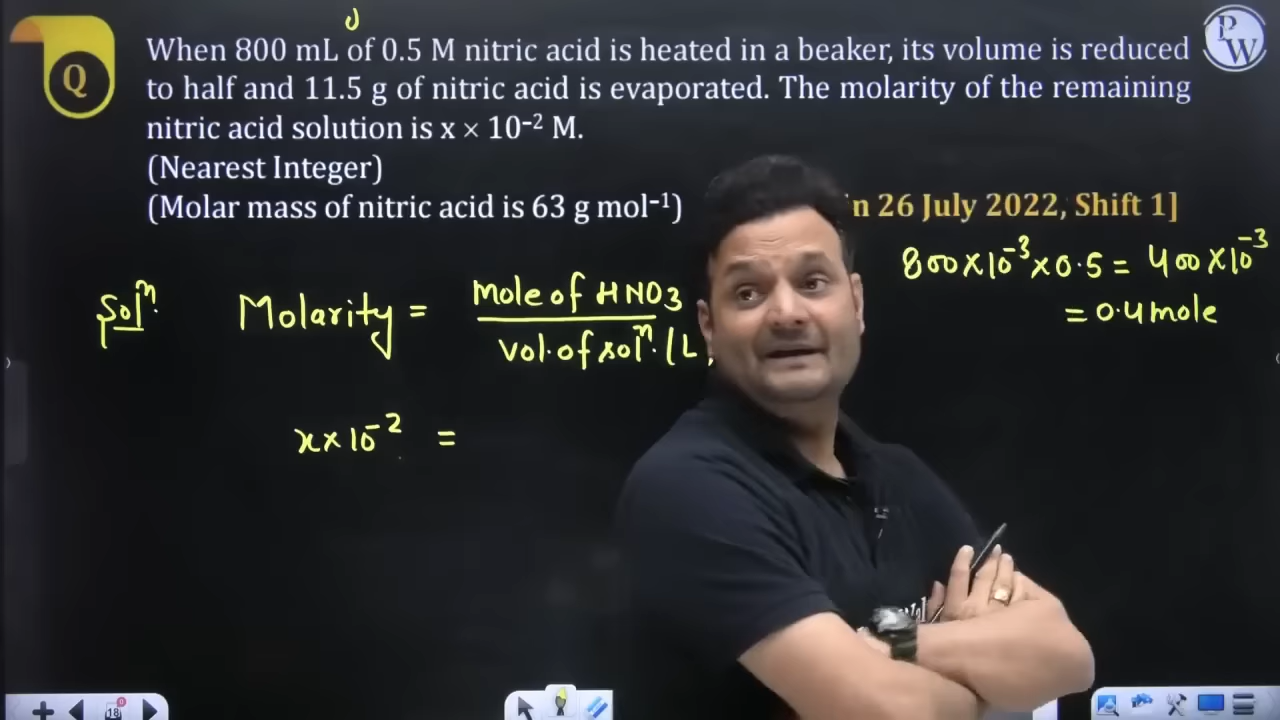 Q
When 800 mL of 0.5 M nitric acid is heated in a beaker, its volume is reduced
to half and 11.5 g of nitric acid is evaporated. The molarity of the remaining
nitric acid solution is x × 10⁻² M.
(Nearest Integer)
(Molar mass of nitric acid is 63 g mol⁻¹)
26 July 2022, Shift 1]
PW
800×10⁻³×0.5 = 400×10⁻³
= 0.4 mole
Solⁿ. Molarity = Mole of HNO3
Vol. of solⁿ. (L
x×10⁻² =
18